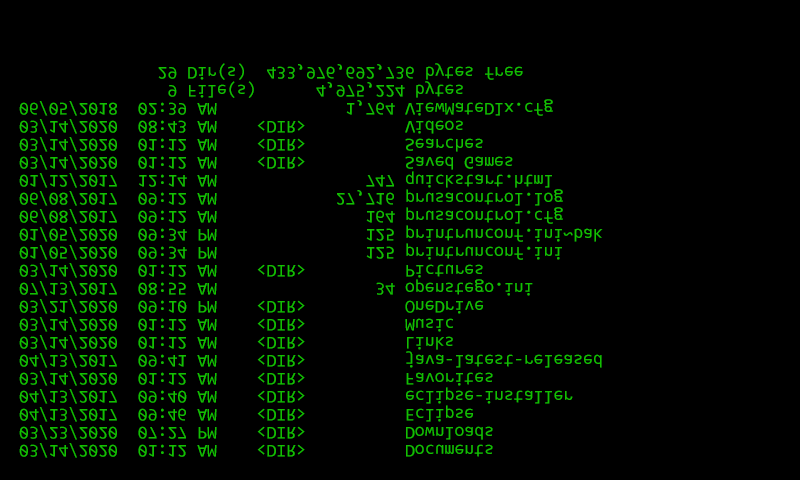 03/14/2020 01:12 AM <DIR> Documents
03/23/2020 07:27 PM <DIR> Downloads
04/13/2017 09:46 AM <DIR> Eclipse
04/13/2017 09:40 AM <DIR> eclipse-installer
03/14/2020 01:12 AM <DIR> Favorites
04/13/2017 09:41 AM <DIR> java-latest-released
03/14/2020 01:12 AM <DIR> Links
03/14/2020 01:12 AM <DIR> Music
03/21/2020 09:10 PM <DIR> OneDrive
07/13/2017 08:55 AM 34 openstego.ini
03/14/2020 01:12 AM <DIR> Pictures
01/05/2020 09:34 PM 125 printrunconf.ini
01/05/2020 09:34 PM 125 printrunconf.ini~bak
06/08/2017 09:12 AM 164 prusacontrol.cfg
06/08/2017 09:12 AM 27,716 prusacontrol.log
01/12/2017 12:14 AM 747 quickstart.html
03/14/2020 01:12 AM <DIR> Saved Games
03/14/2020 01:12 AM <DIR> Searches
03/14/2020 08:43 AM <DIR> Videos
06/05/2018 02:39 AM 1,764 ViewMateDlx.cfg
9 File(s) 4,975,224 bytes
29 Dir(s) 433,976,692,736 bytes free